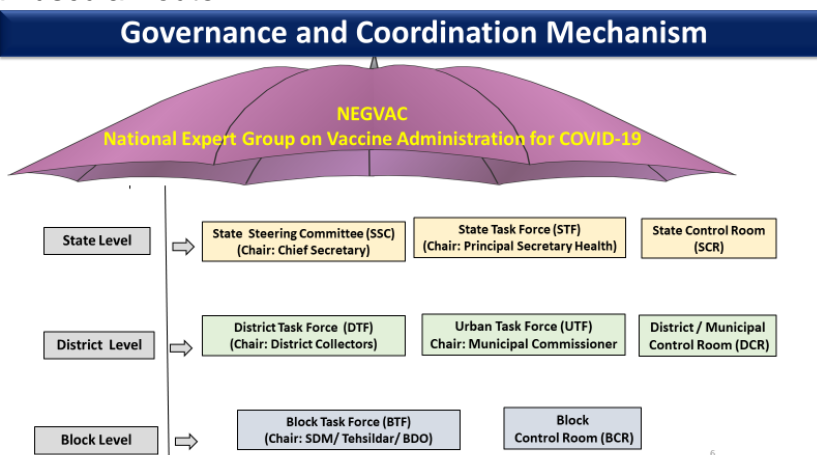 Governance and Coordination Mechanism
NEGVAC
National Expert Group on Vaccine Administration for COVID-19
State Level
State Steering Committee (SSC)
(Chair: Chief Secretary)
State Task Force (STF)
(Chair: Principal Secretary Health)
State Control Room
(SCR)
District Level
District Task Force (DTF)
(Chair: District Collectors)
Urban Task Force (UTF)
Chair: Municipal Commissioner
District / Municipal
Control Room (DCR)
Block Level
Block Task Force (BTF)
(Chair: SDM/ Tehsildar/ BDO)
Block
Control Room (BCR)
6